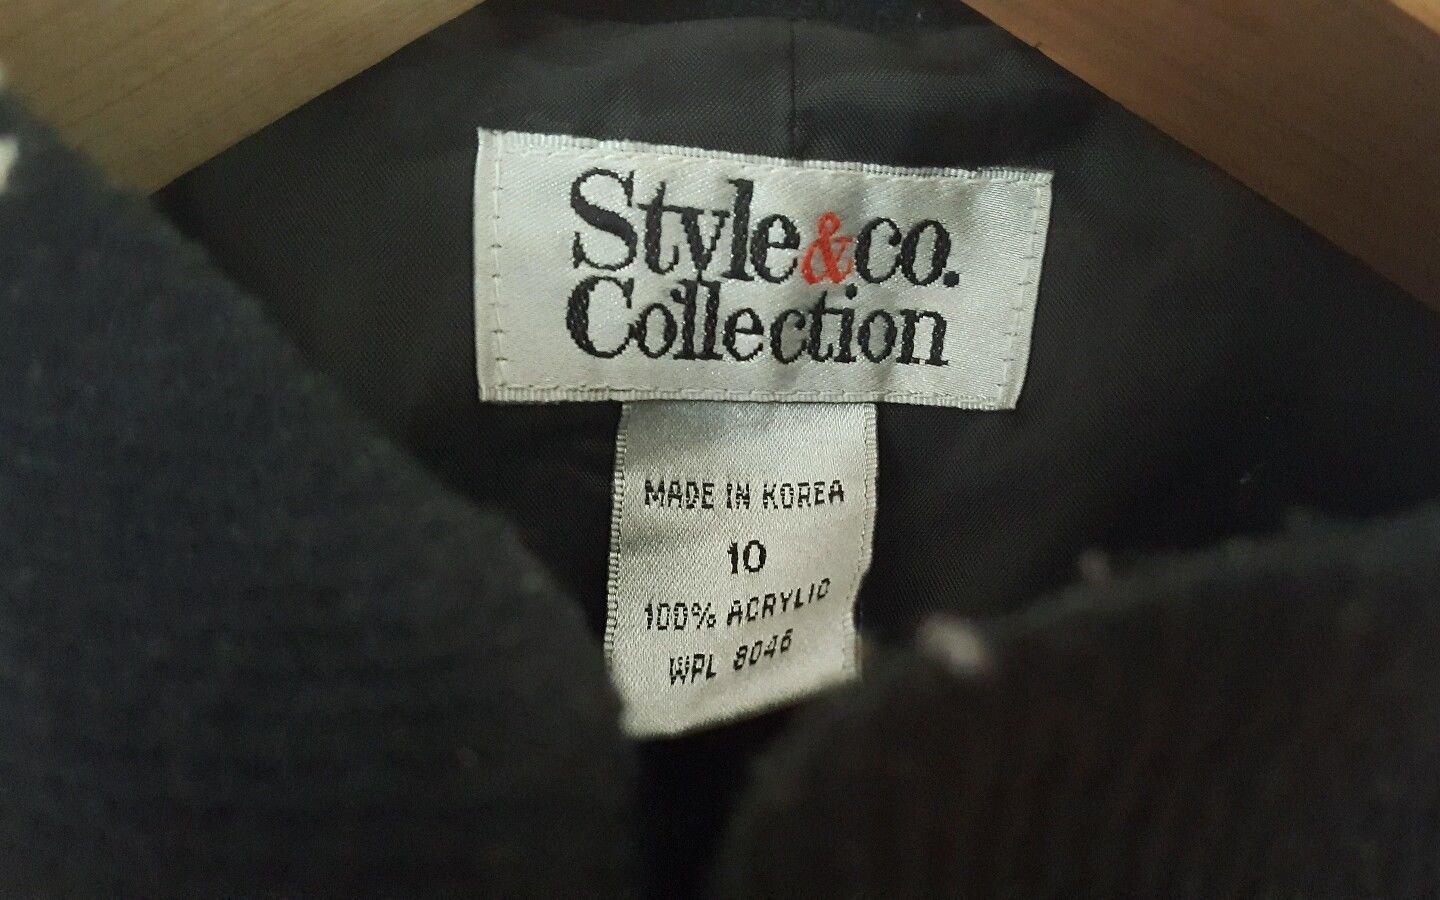 Style&co.
Collection
MADE IN KOREA
10
100% ACRYLIC
WPL 8046